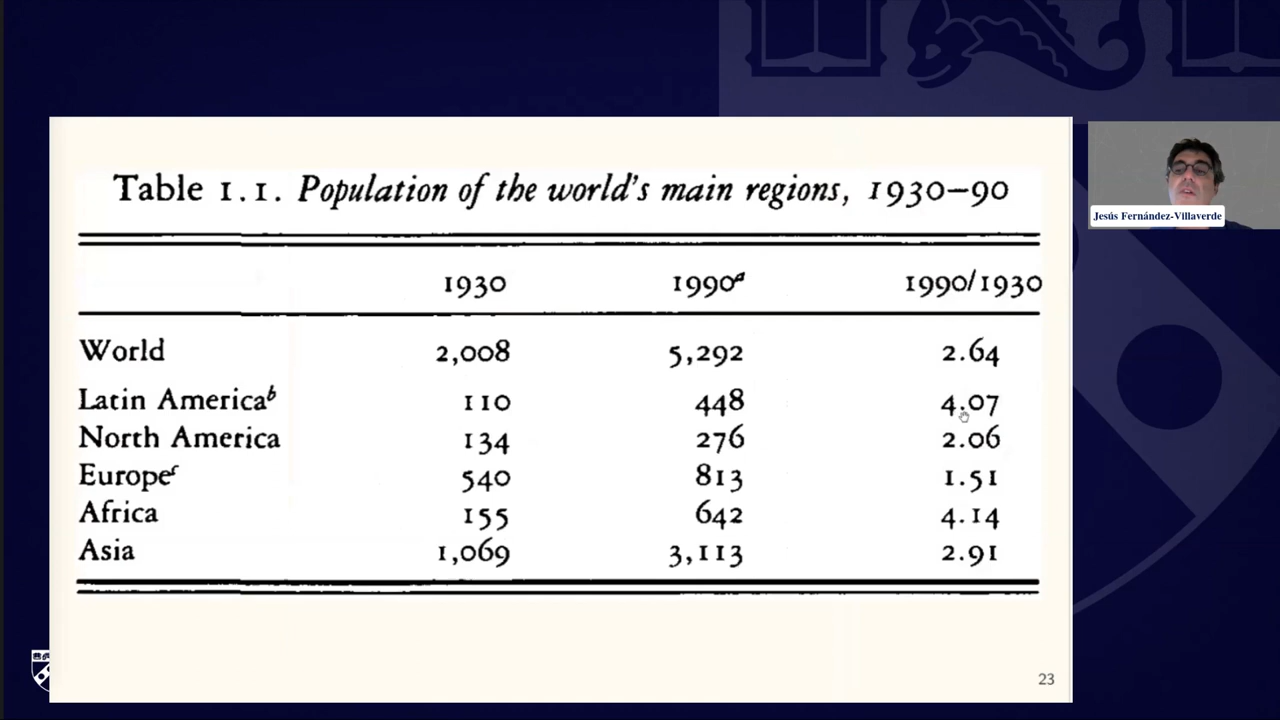 Table 1.1. Population of the world's main regions, 1930–90
1930 1990ᵃ 1990/1930
World 2,008 5,292 2.64
Latin Americaᵇ 110 448 4.07
North America 134 276 2.06
Europeᶜ 540 813 1.51
Africa 155 642 4.14
Asia 1,069 3,113 2.91
23
Jesús Fernández-Villaverde